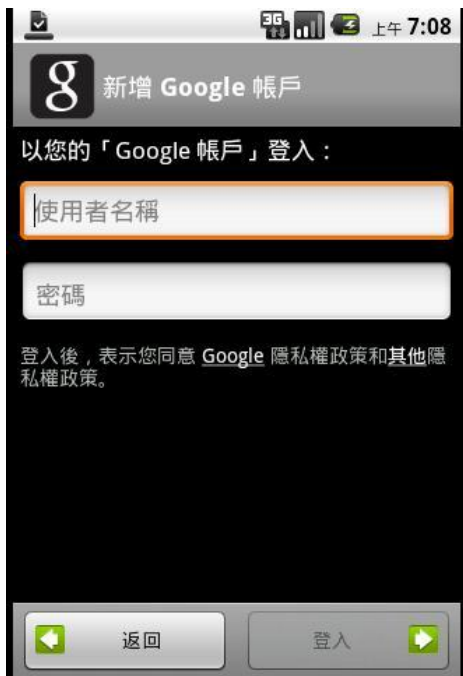 3G 上午 7:08
g 新增 Google 帳戶
以您的「Google 帳戶」登入：
使用者名稱
密碼
登入後，表示您同意 Google 隱私權政策和其他隱
私權政策。
返回 登入